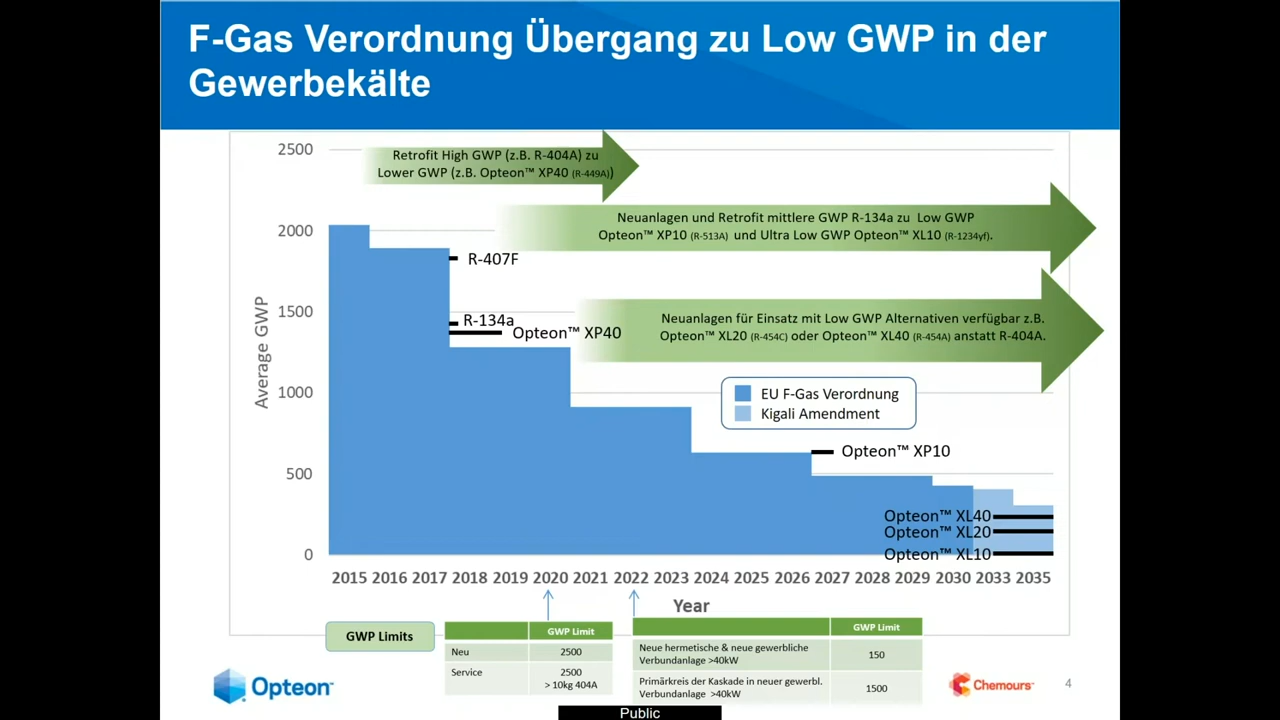 F-Gas Verordnung Übergang zu Low GWP in der
Gewerbekälte
2500
2000
1500
1000
500
0
Average GWP
Retrofit High GWP (z.B. R-404A) zu
Lower GWP (z.B. Opteon™ XP40 (R-449A))
Neuanlagen und Retrofit mittlere GWP R-134a zu Low GWP
Opteon™ XP10 (R-513A) und Ultra Low GWP Opteon™ XL10 (R-1234yf).
R-407F
R-134a
Opteon™ XP40
Neuanlagen für Einsatz mit Low GWP Alternativen verfügbar z.B.
Opteon™ XL20 (R-454C) oder Opteon™ XL40 (R-454A) anstatt R-404A.
EU F-Gas Verordnung
Kigali Amendment
Opteon™ XP10
Opteon™ XL40
Opteon™ XL20
Opteon™ XL10
2015 2016 2017 2018 2019 2020 2021 2022 2023 2024 2025 2026 2027 2028 2029 2030 2033 2035
Year
GWP Limits
GWP Limit
Neu 2500
Service 2500
> 10kg 404A
GWP Limit
Neue hermetische & neue gewerbliche
Verbundanlage >40kW
150
Primärkreis der Kaskade in neuer gewerbl.
Verbundanlage >40kW
1500
Opteon™
Chemours™
4
Public